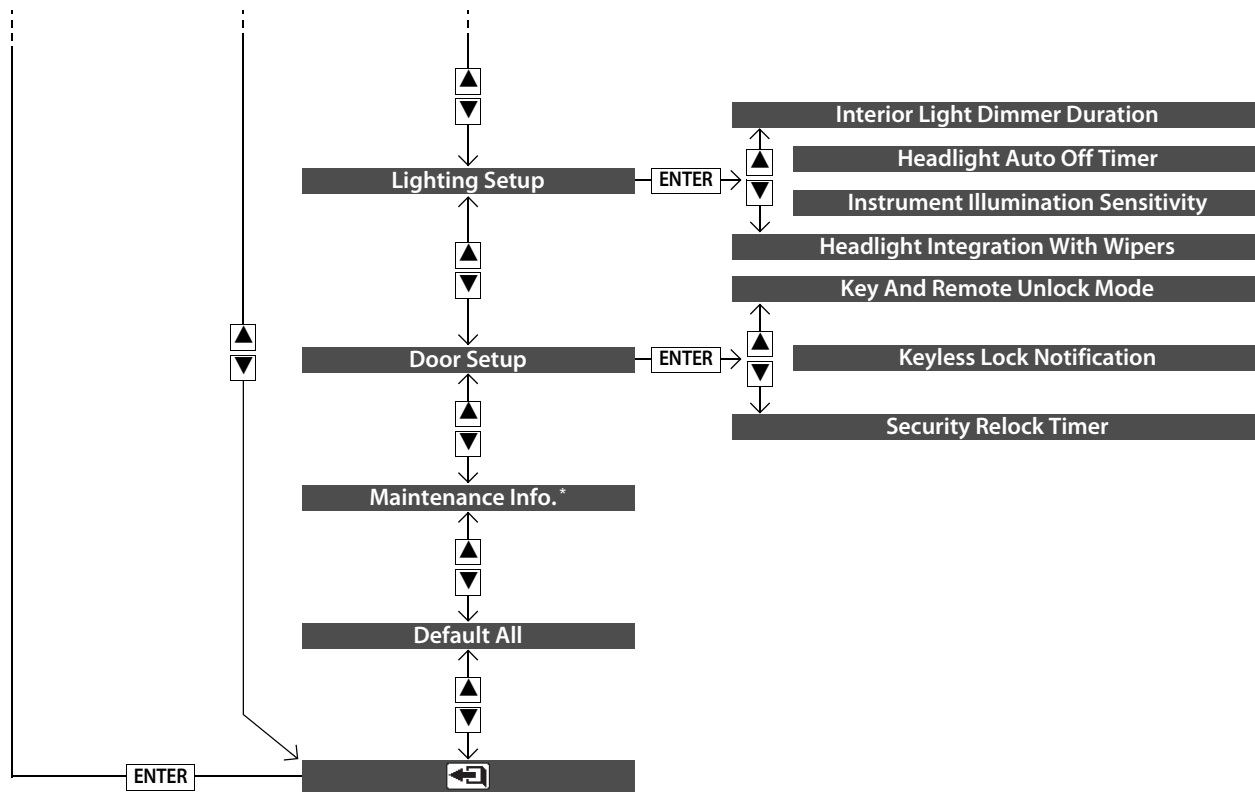 Interior Light Dimmer Duration
Headlight Auto Off Timer
Lighting Setup
ENTER
Instrument Illumination Sensitivity
Headlight Integration With Wipers
Key And Remote Unlock Mode
Door Setup
ENTER
Keyless Lock Notification
Security Relock Timer
Maintenance Info.*
Default All
ENTER